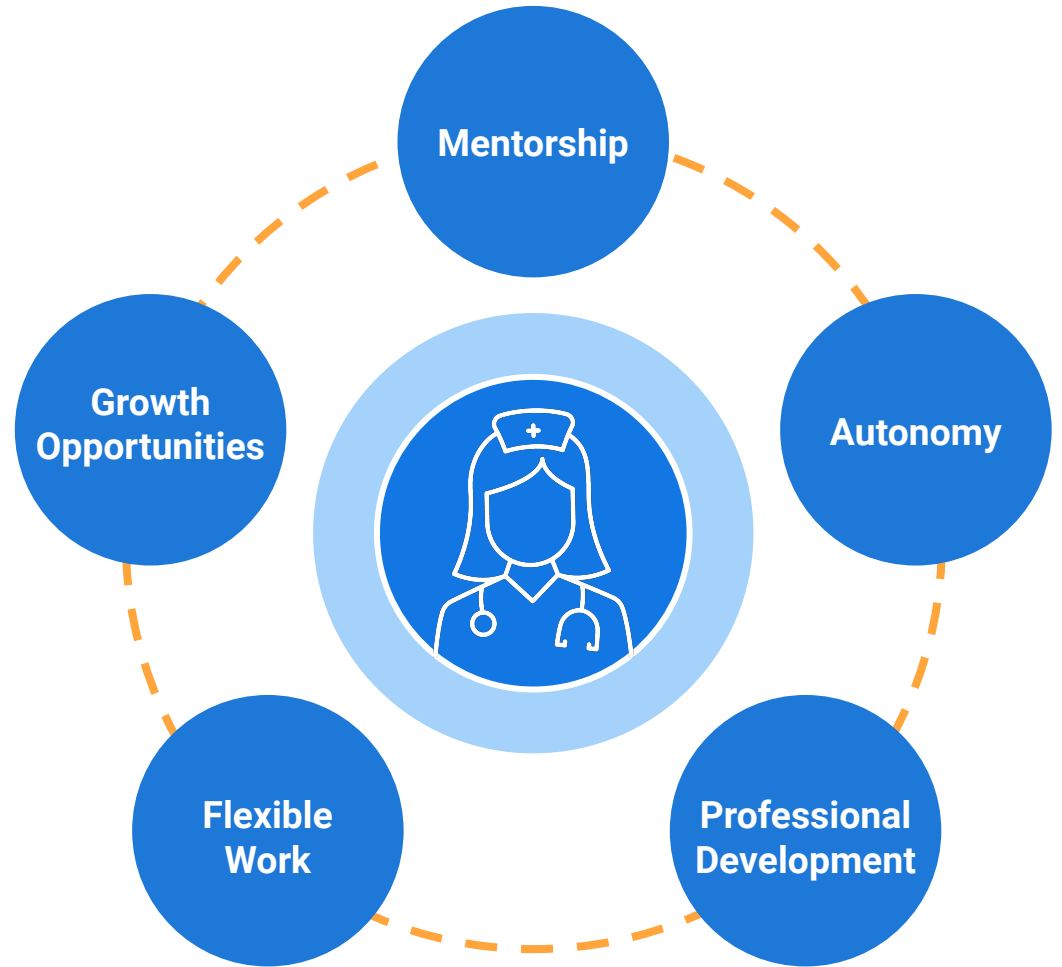 Mentorship
Growth
Opportunities
Autonomy
Flexible
Work
Professional
Development